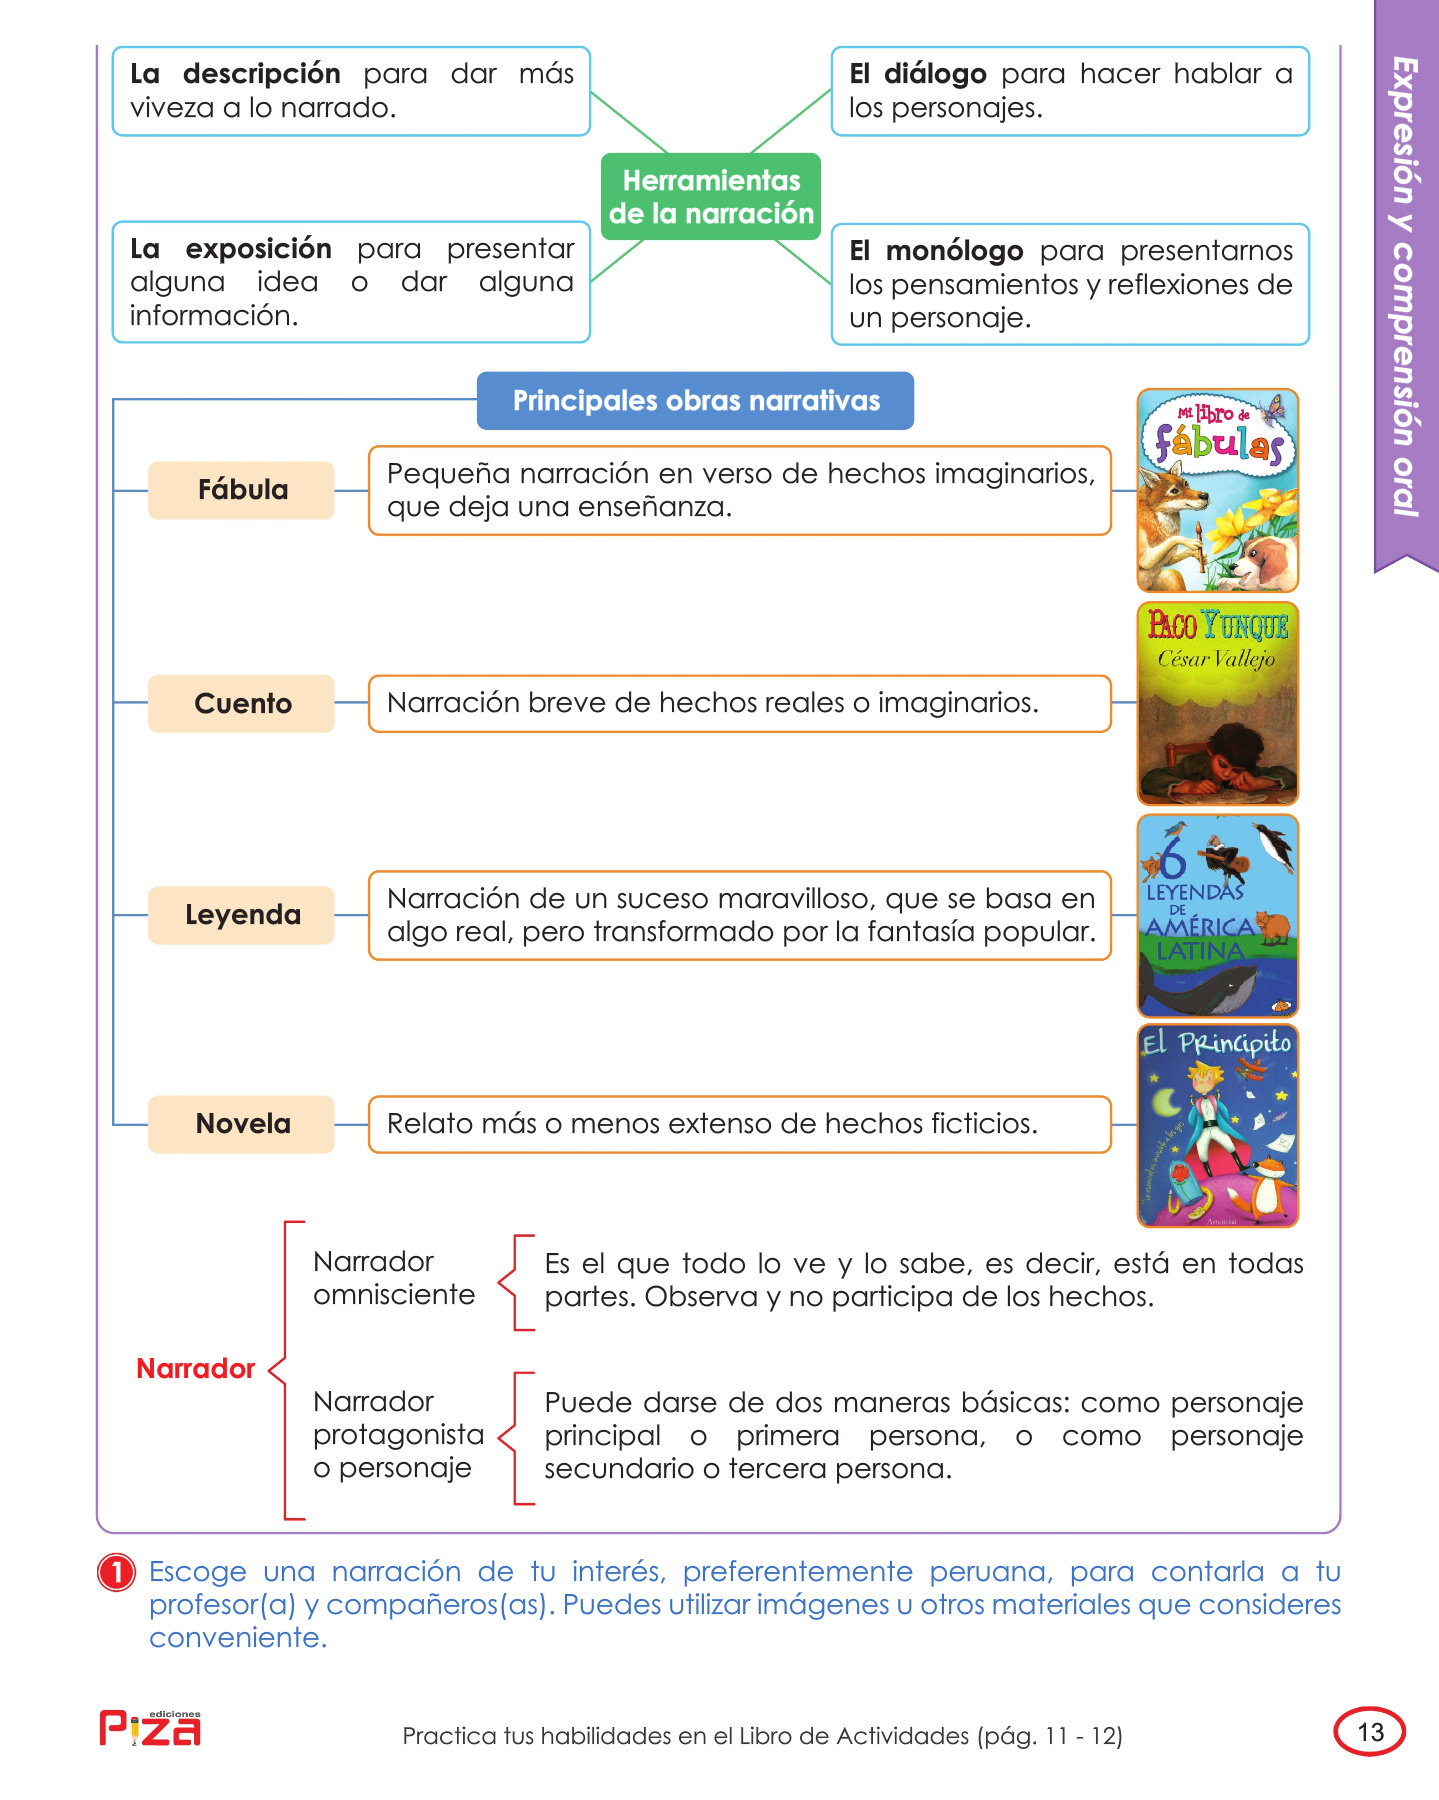 La descripción para dar más
viveza a lo narrado.
El diálogo para hacer hablar a
los personajes.
Herramientas
de la narración
La exposición para presentar
alguna idea o dar alguna
información.
El monólogo para presentarnos
los pensamientos y reflexiones de
un personaje.
Expresión y comprensión oral
Principales obras narrativas
Fábula
Pequeña narración en verso de hechos imaginarios,
que deja una enseñanza.
Mi libro de
fábulas
Cuento
Narración breve de hechos reales o imaginarios.
PACO YUNQUE
César Vallejo
Leyenda
Narración de un suceso maravilloso, que se basa en
algo real, pero transformado por la fantasía popular.
6
LEYENDAS
DE
AMÉRICA
LATINA
Novela
Relato más o menos extenso de hechos ficticios.
El Principito
Narrador
Narrador
omnisciente
Es el que todo lo ve y lo sabe, es decir, está en todas
partes. Observa y no participa de los hechos.
Narrador
protagonista
o personaje
Puede darse de dos maneras básicas: como personaje
principal o primera persona, o como personaje
secundario o tercera persona.
1 Escoge una narración de tu interés, preferentemente peruana, para contarla a tu
profesor(a) y compañeros(as). Puedes utilizar imágenes u otros materiales que consideres
conveniente.
ediciones
PIZA
Practica tus habilidades en el Libro de Actividades (pág. 11 - 12)
13